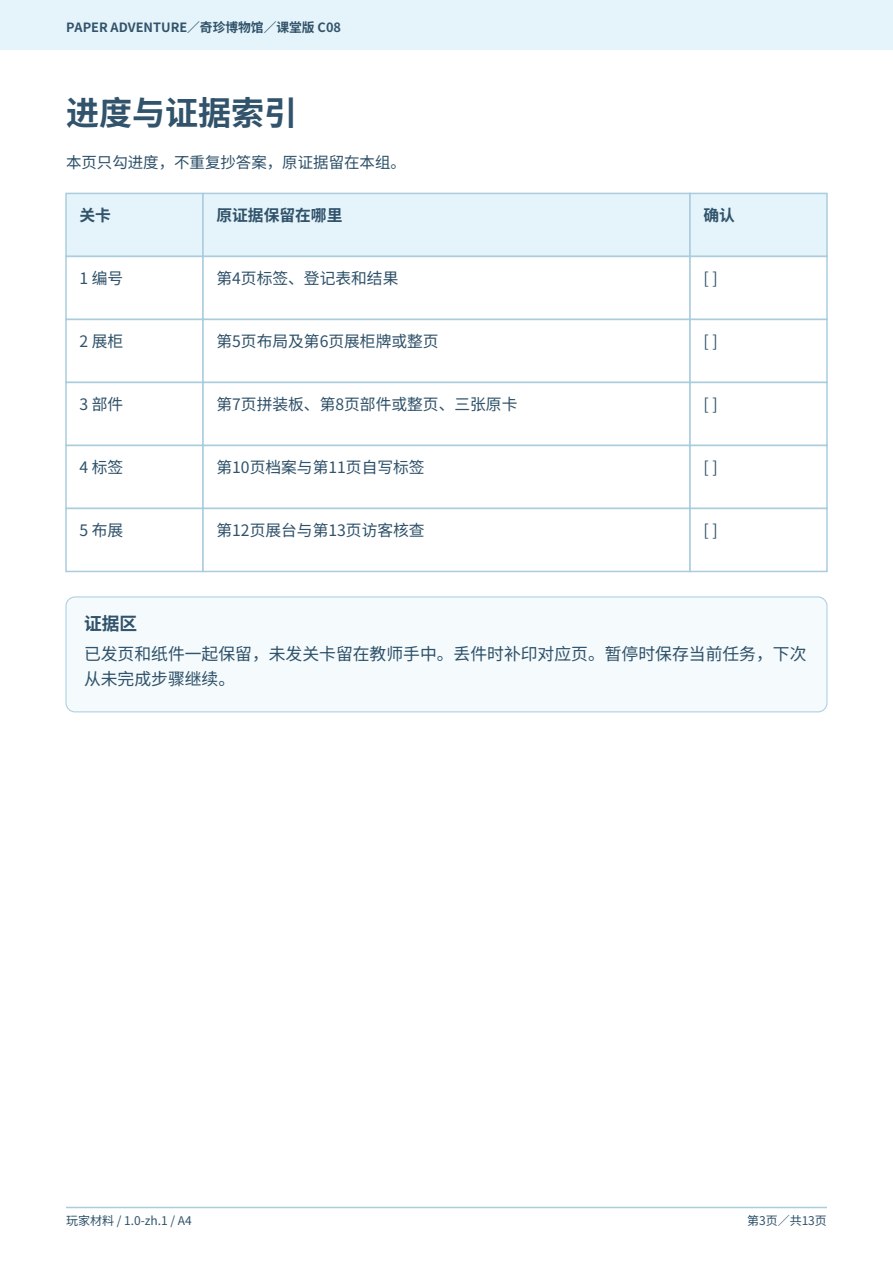 PAPER ADVENTURE／奇珍博物馆／课堂版 C08
进度与证据索引
本页只勾进度，不重复抄答案，原证据留在本组。
关卡 原证据保留在哪里 确认
1 编号 第4页标签、登记表和结果 [ ]
2 展柜 第5页布局及第6页展柜牌或整页 [ ]
3 部件 第7页拼装板、第8页部件或整页、三张原卡 [ ]
4 标签 第10页档案与第11页自写标签 [ ]
5 布展 第12页展台与第13页访客核查 [ ]
证据区
已发页和纸件一起保留，未发关卡留在教师手中。丢件时补印对应页。暂停时保存当前任务，下次
从未完成步骤继续。
玩家材料 / 1.0-zh.1 / A4 第3页／共13页